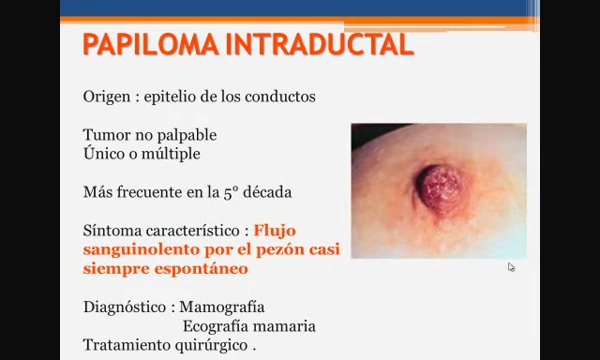 PAPILOMA INTRADUCTAL
Origen : epitelio de los conductos
Tumor no palpable
Único o múltiple
Más frecuente en la 5° década
Síntoma característico : Flujo
sanguinolento por el pezón casi
siempre espontáneo
Diagnóstico : Mamografía
Ecografía mamaria
Tratamiento quirúrgico .